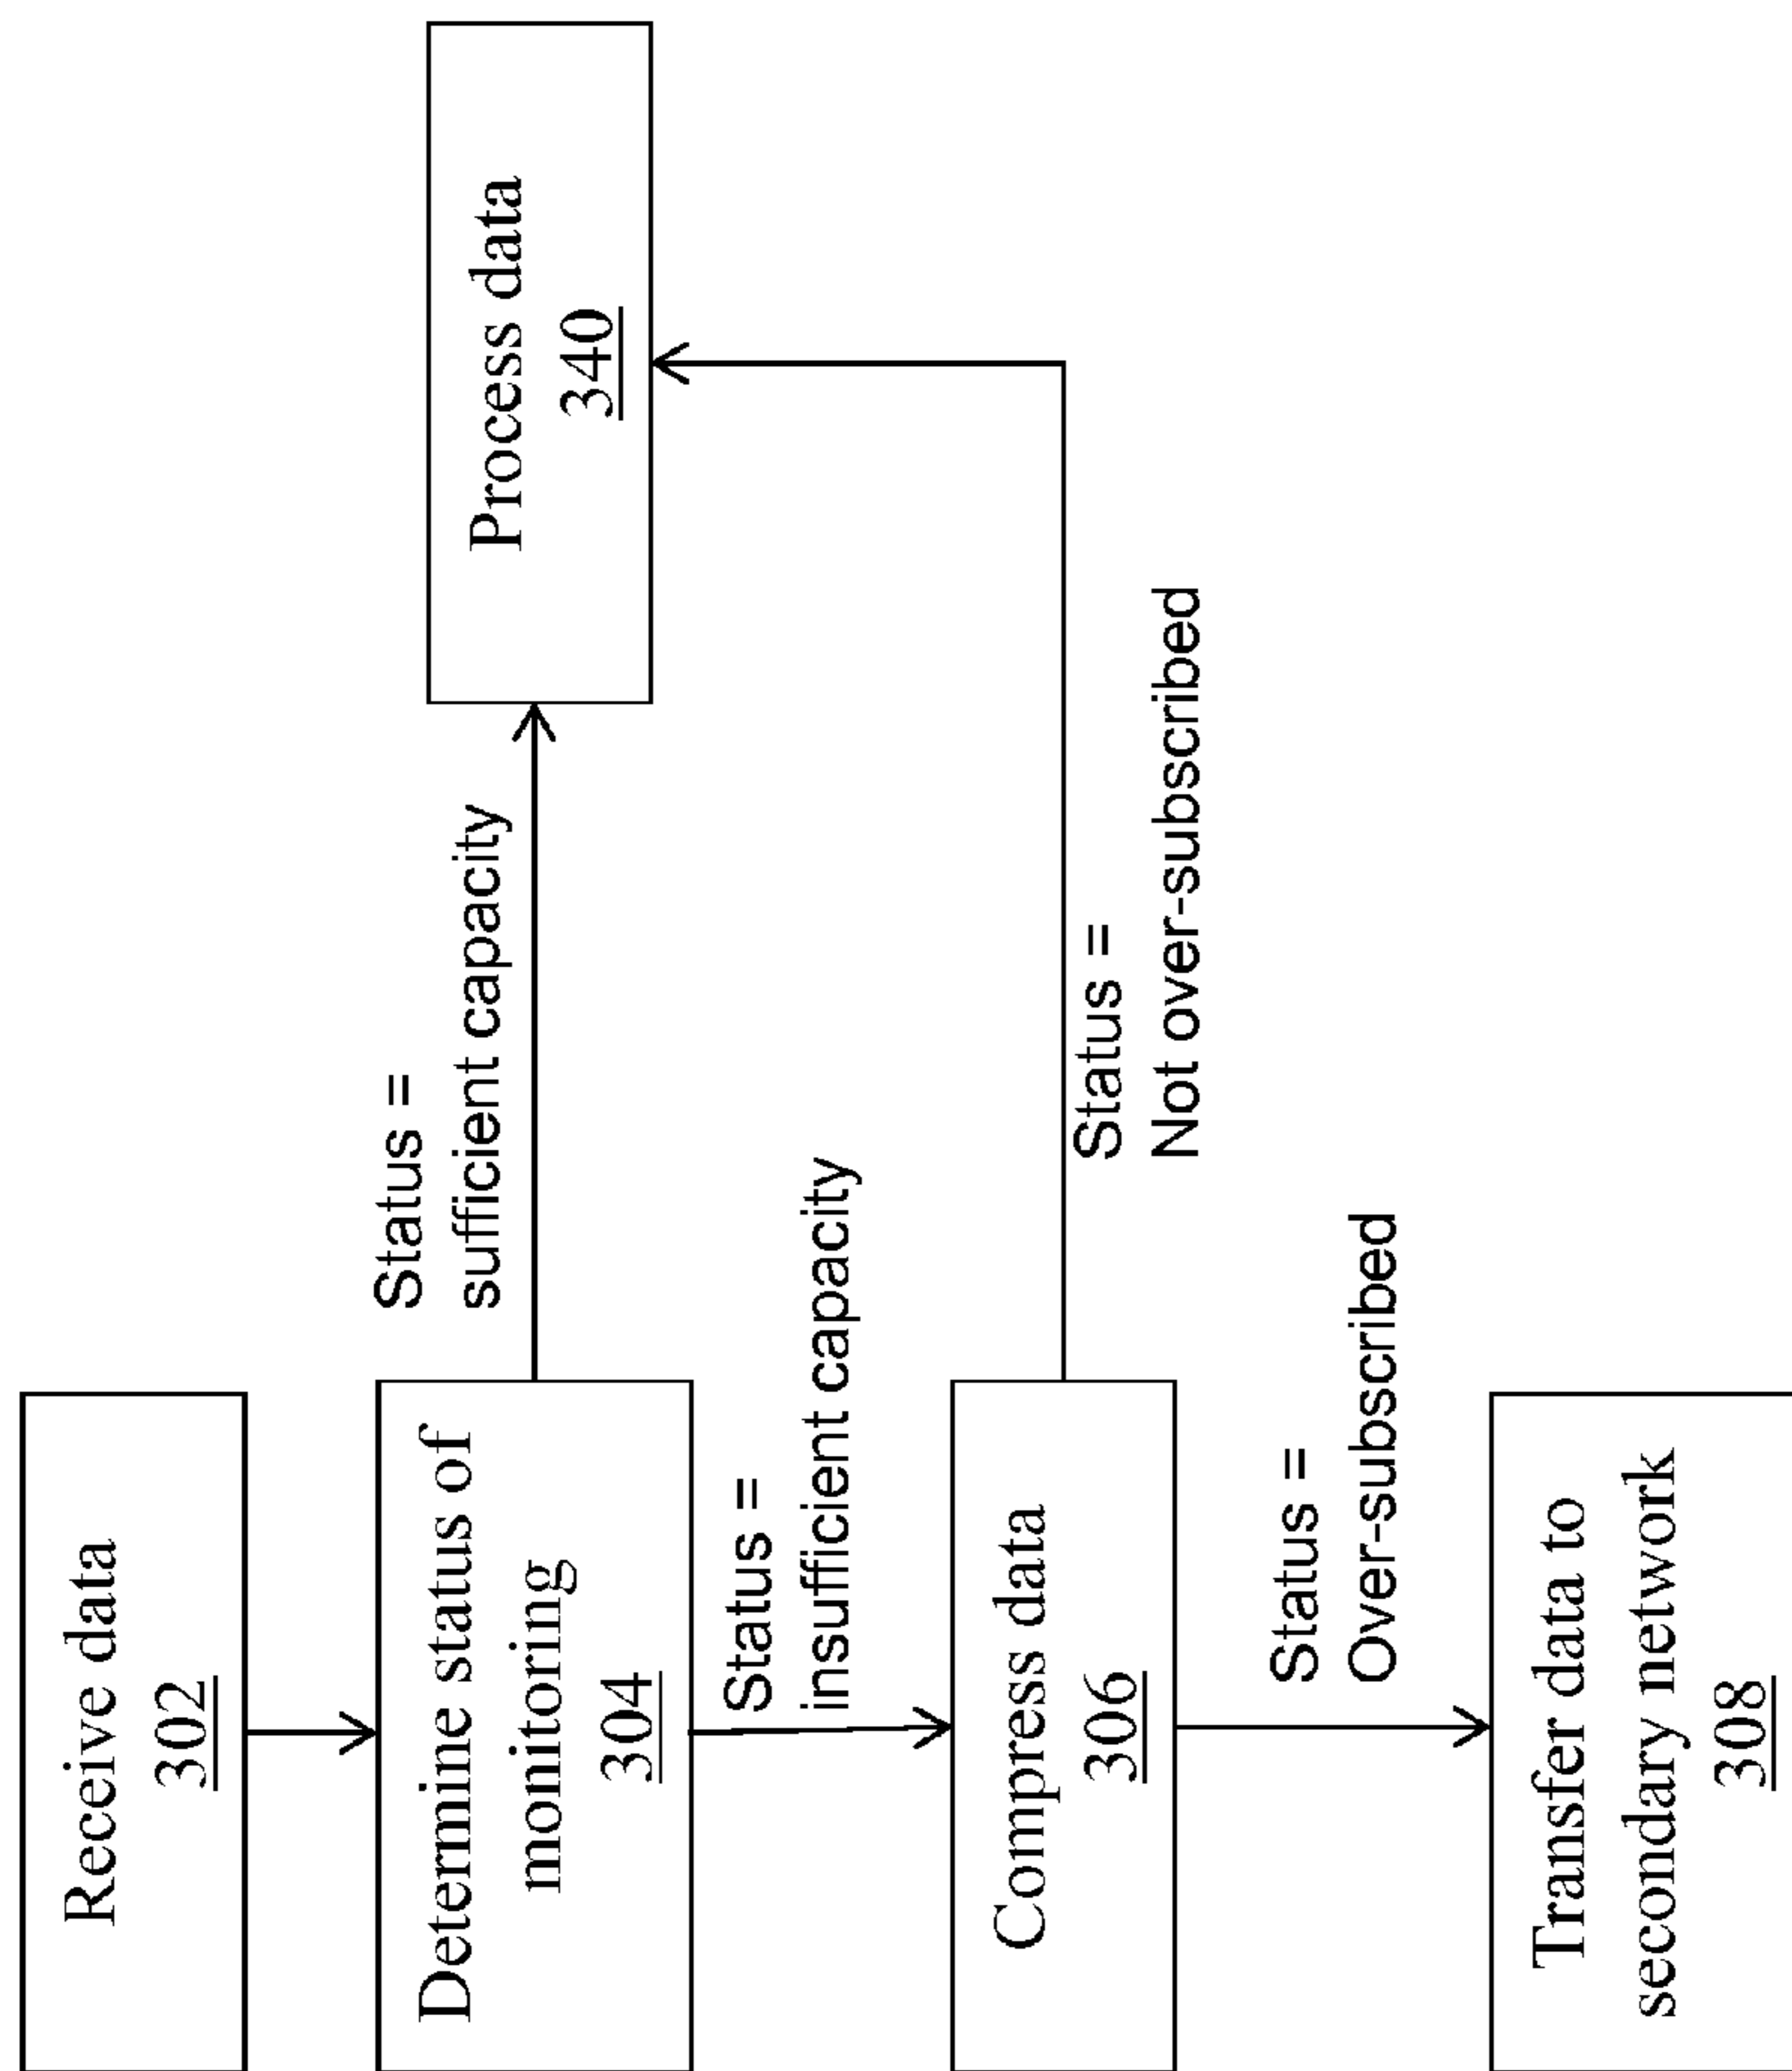 Receive data
302
Determine status of
monitoring
304
Status =
sufficient capacity
Process data
340
Status =
insufficient capacity
Compress data
306
Status =
Not over-subscribed
Status =
Over-subscribed
Transfer data to
secondary network
308